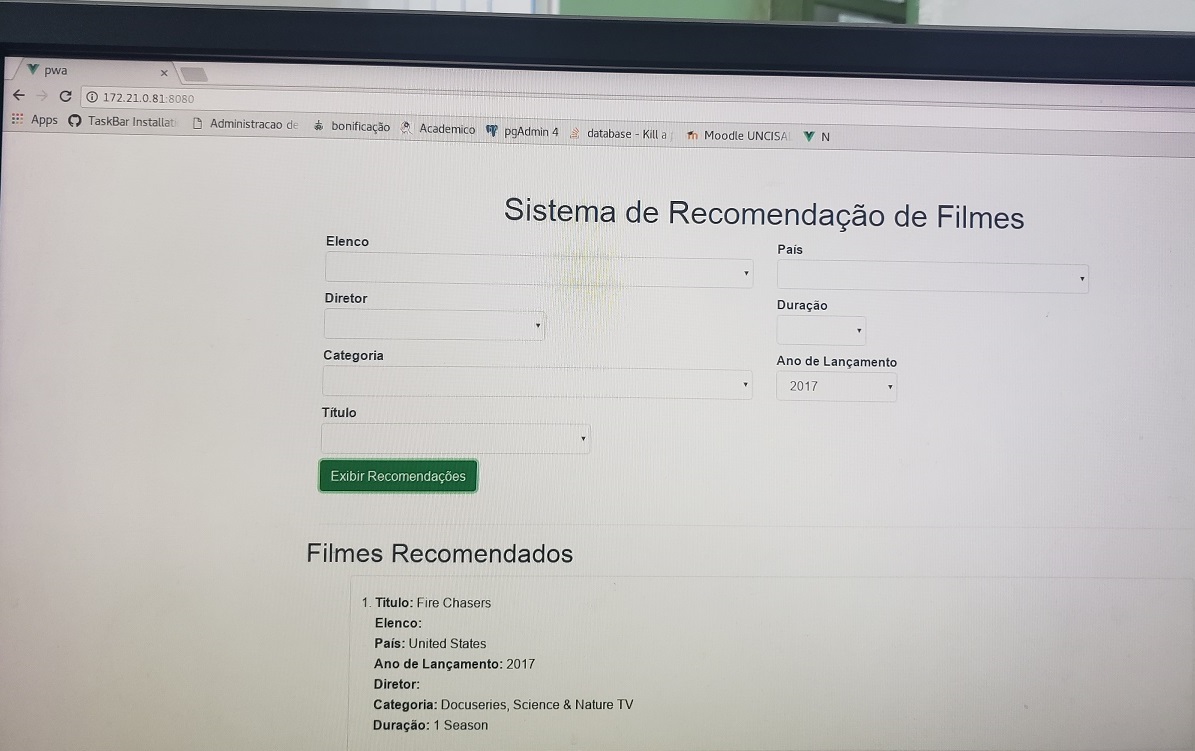 pwa
172.21.0.81:8080
Apps TaskBar Installati Administracao de bonificação Academico pgAdmin 4 database - Kill a Moodle UNCISA N
Sistema de Recomendação de Filmes
Elenco País
Diretor Duração
Categoria Ano de Lançamento
2017
Título
Exibir Recomendações
Filmes Recomendados
1. Titulo: Fire Chasers
Elenco:
País: United States
Ano de Lançamento: 2017
Diretor:
Categoria: Docuseries, Science & Nature TV
Duração: 1 Season